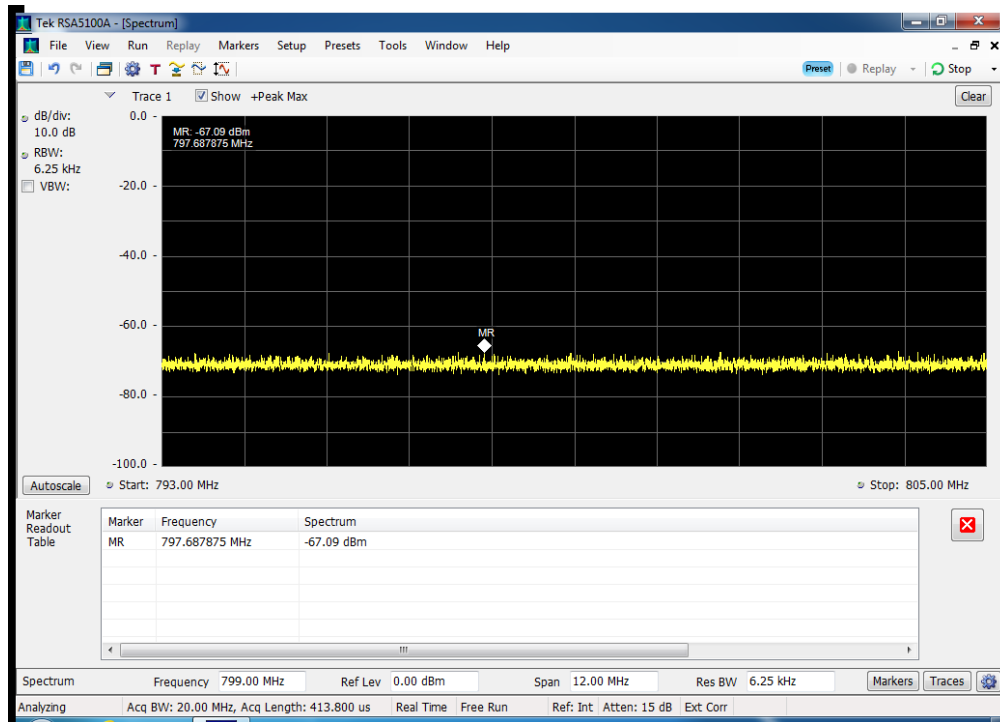 Tek RSA5100A - [Spectrum]
File View Run Replay Markers Setup Presets Tools Window Help
T Preset Replay Stop
Trace 1 Show +Peak Max Clear
dB/div:
10.0 dB
RBW:
6.25 kHz
VBW:
0.0
MR: -67.09 dBm
797.687875 MHz
-20.0
-40.0
-60.0
MR
-80.0
-100.0
Autoscale Start: 793.00 MHz Stop: 805.00 MHz
Marker
Readout
Table
Marker Frequency Spectrum
MR 797.687875 MHz -67.09 dBm
Spectrum Frequency 799.00 MHz Ref Lev 0.00 dBm Span 12.00 MHz Res BW 6.25 kHz Markers Traces
Analyzing Acq BW: 20.00 MHz, Acq Length: 413.800 us Real Time Free Run Ref: Int Atten: 15 dB Ext Corr